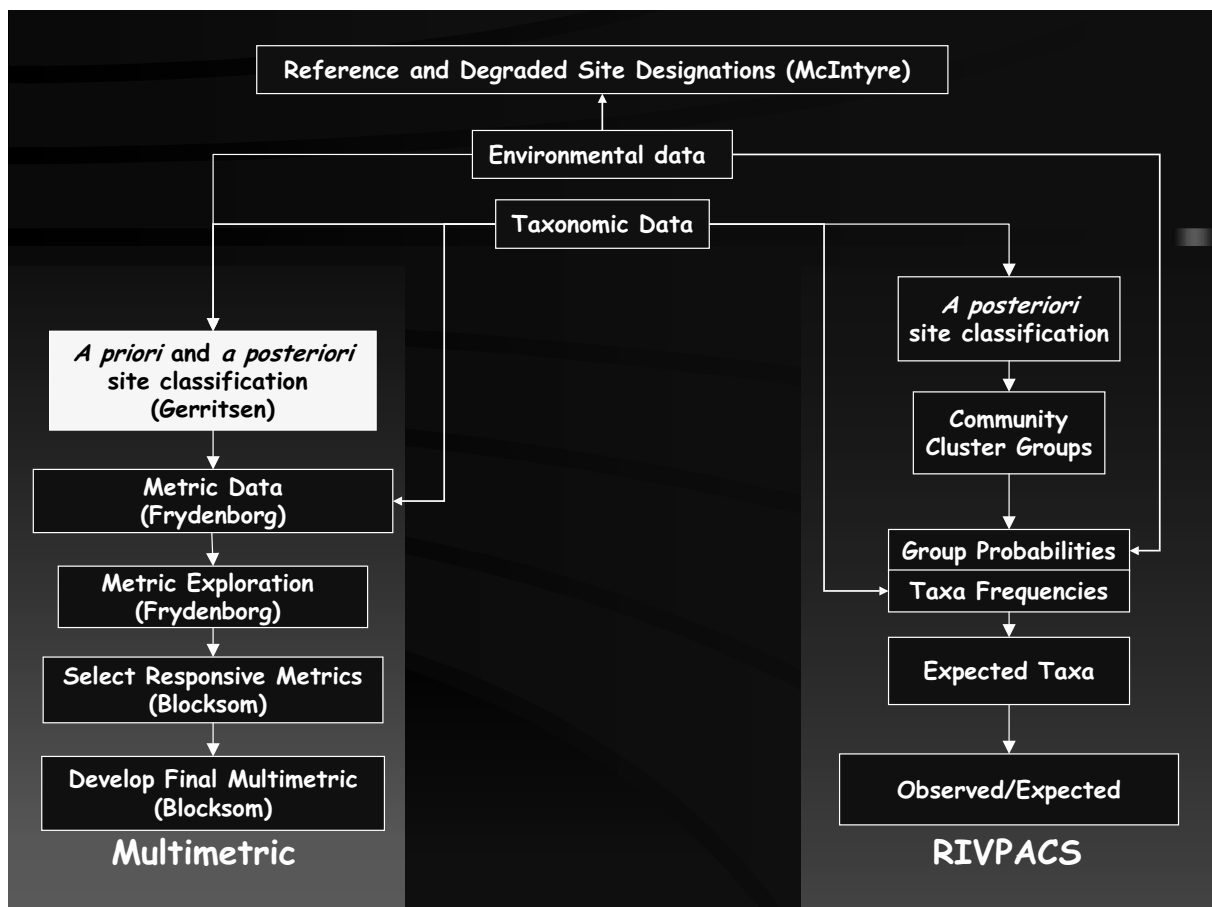 Reference and Degraded Site Designations (McIntyre)
Environmental data
Taxonomic Data
A priori and a posteriori
site classification
(Gerritsen)
Metric Data
(Frydenborg)
Metric Exploration
(Frydenborg)
Select Responsive Metrics
(Blocksom)
Develop Final Multimetric
(Blocksom)
Multimetric
A posteriori
site classification
Community
Cluster Groups
Group Probabilities
Taxa Frequencies
Expected Taxa
Observed/Expected
RIVPACS